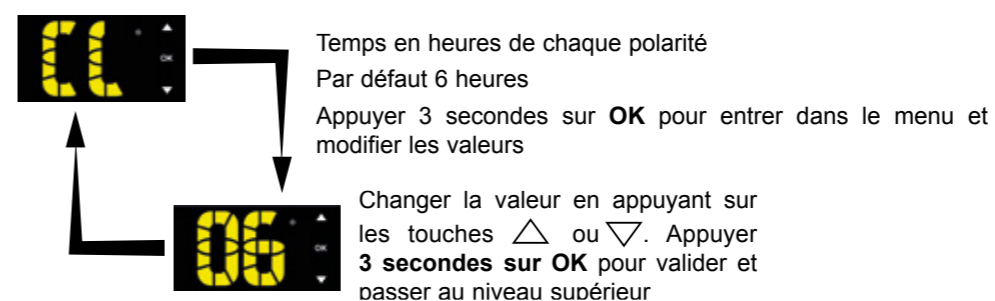 CL
OK
Temps en heures de chaque polarité
Par défaut 6 heures
Appuyer 3 secondes sur OK pour entrer dans le menu et
modifier les valeurs
06
OK
Changer la valeur en appuyant sur
les touches △ ou ▽. Appuyer
3 secondes sur OK pour valider et
passer au niveau supérieur